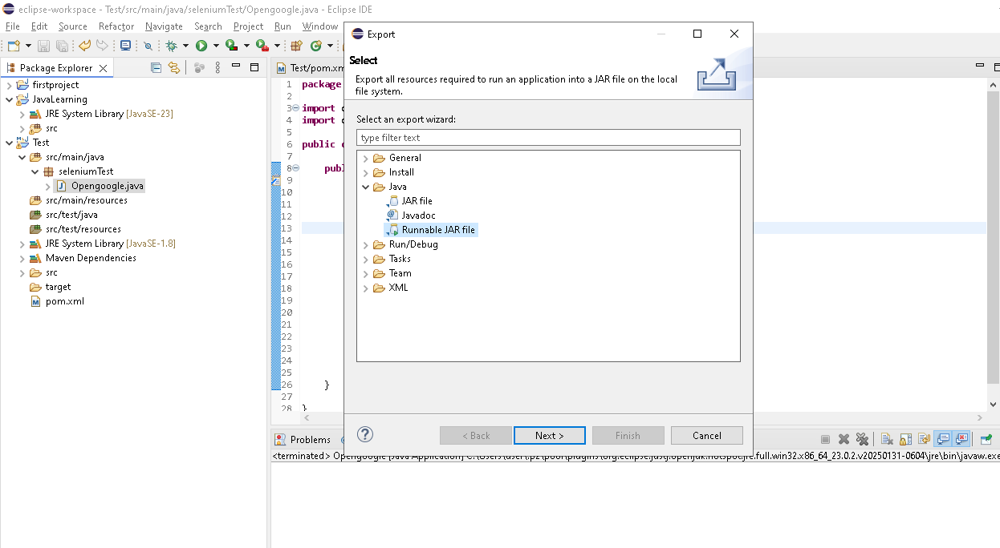 eclipse-workspace - Test/src/main/java/seleniumTest/Opengoogle.java - Eclipse IDE
File Edit Source Refactor Navigate Search Project Run Window
Package Explorer
firstproject
JavaLearning
JRE System Library [JavaSE-23]
src
Test
src/main/java
seleniumTest
Opengoogle.java
src/main/resources
src/test/java
src/test/resources
JRE System Library [JavaSE-1.8]
Maven Dependencies
src
target
pom.xml
Test/pom.xm
1 package
2
3 import
4 import
5
6 public
7
8 publ
9
10
11
12
13
14
15
16
17
18
19
20
21
22
23
24
25
26 }
27
28 }
Export
Select
Export all resources required to run an application into a JAR file on the local
file system.
Select an export wizard:
type filter text
General
Install
Java
JAR file
Javadoc
Runnable JAR file
Run/Debug
Tasks
Team
XML
< Back Next > Finish Cancel
Problems
<terminated> Opengoogle [Java Application] C:\Users\user\.p2\pool\plugins\org.eclipse.justj.openjdk.hotspot.jre.full.win32.x86_64_23.0.2.v20250131-0604\jre\bin\javaw.exe